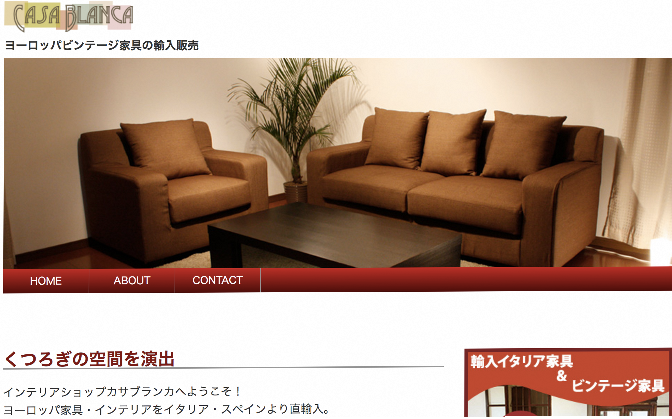 CASA BLANCA
ヨーロッパビンテージ家具の輸入販売
HOME ABOUT CONTACT
くつろぎの空間を演出
インテリアショップカサブランカへようこそ！
ヨーロッパ家具・インテリアをイタリア・スペインより直輸入。
輸入イタリア家具
&
ビンテージ家具